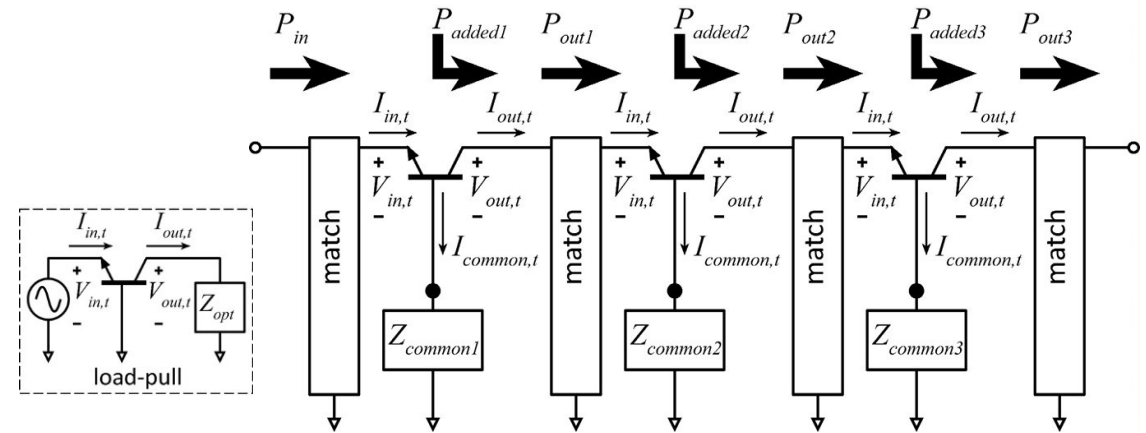 P_in P_added1 P_out1 P_added2 P_out2 P_added3 P_out3
I_in,t I_out,t I_in,t I_out,t I_in,t I_out,t
+ + + + + +
V_in,t V_out,t V_in,t V_out,t V_in,t V_out,t
- - - - - -
match match match match
I_common,t I_common,t I_common,t
Z_common1 Z_common2 Z_common3
I_in,t I_out,t
+ +
V_in,t V_out,t Z_opt
- -
load-pull